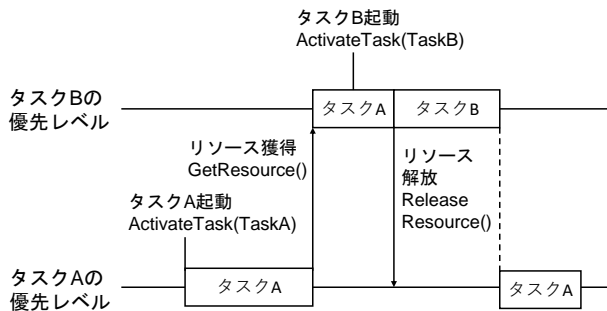 タスクB起動
ActivateTask(TaskB)
タスクBの
優先レベル
タスクA
タスクB
リソース獲得
GetResource()
リソース
解放
Release
Resource()
タスクA起動
ActivateTask(TaskA)
タスクAの
優先レベル
タスクA
タスクA